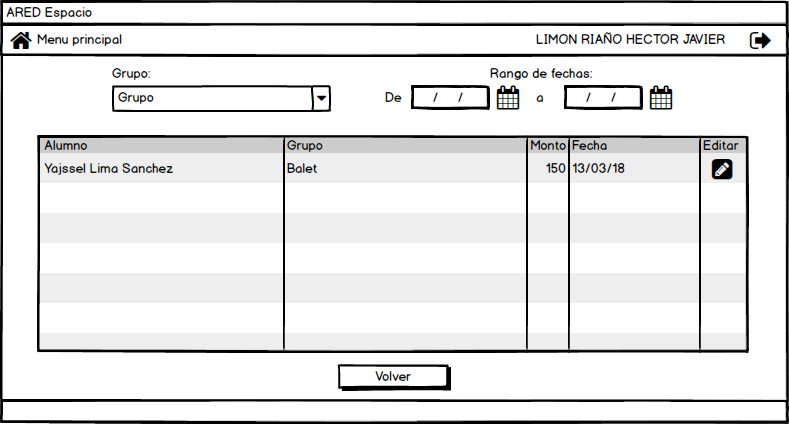 ARED Espacio
Menu principal LIMON RIAÑO HECTOR JAVIER
Grupo: Rango de fechas:
Grupo De / / a / /
Alumno Grupo Monto Fecha Editar
Yajssel Lima Sanchez Balet 150 13/03/18
Volver